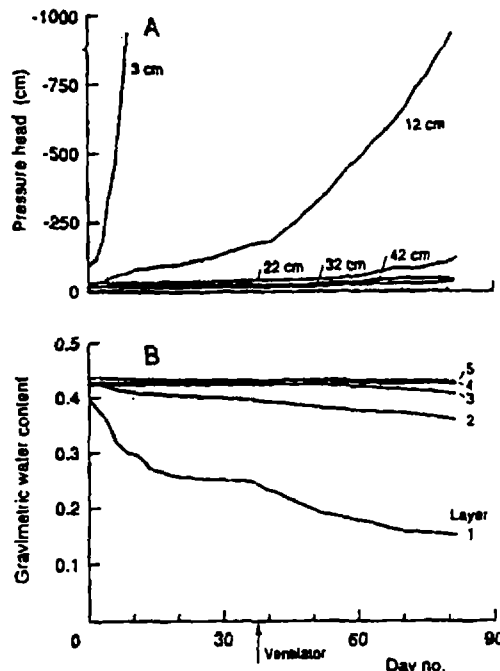 -1000
A
3 cm
-750
12 cm
Pressure head (cm)
-500
-250
22 cm
32 cm
42 cm
0
0.5
B
5
4
3
2
0.4
0.3
Gravimetric water content
0.2
Layer
1
0.1
0
30
60
90
Ventilator
Day no.